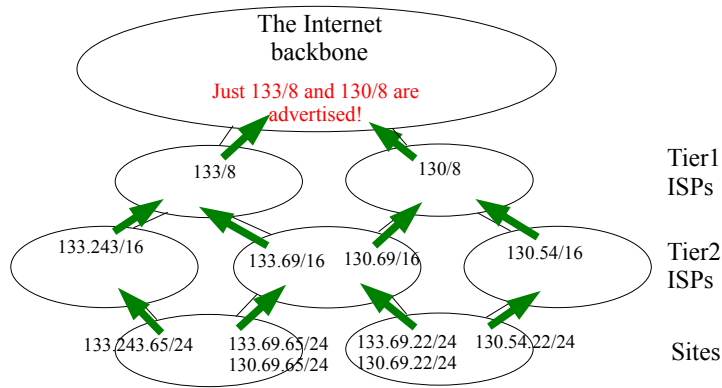 The Internet
backbone
Just 133/8 and 130/8 are
advertised!
Tier1
ISPs
133/8
130/8
133.243/16
133.69/16
130.69/16
130.54/16
Tier2
ISPs
133.243.65/24
133.69.65/24
130.69.65/24
133.69.22/24
130.69.22/24
130.54.22/24
Sites